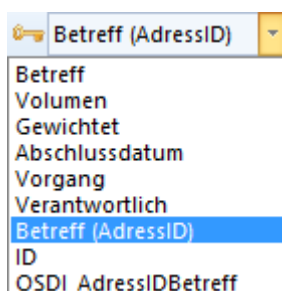 Betreff (AdressID)
Betreff
Volumen
Gewichtet
Abschlussdatum
Vorgang
Verantwortlich
Betreff (AdressID)
ID
OSDI_AdressIDBetreff